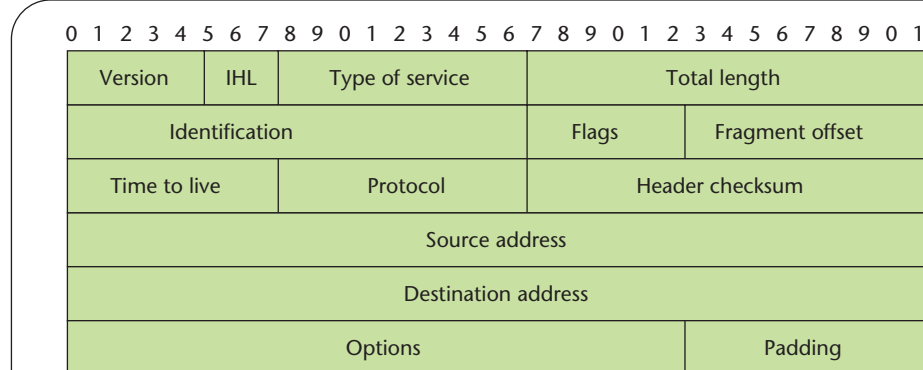 0 1 2 3 4 5 6 7 8 9 0 1 2 3 4 5 6 7 8 9 0 1 2 3 4 5 6 7 8 9 0 1
Version IHL Type of service Total length
Identification Flags Fragment offset
Time to live Protocol Header checksum
Source address
Destination address
Options Padding